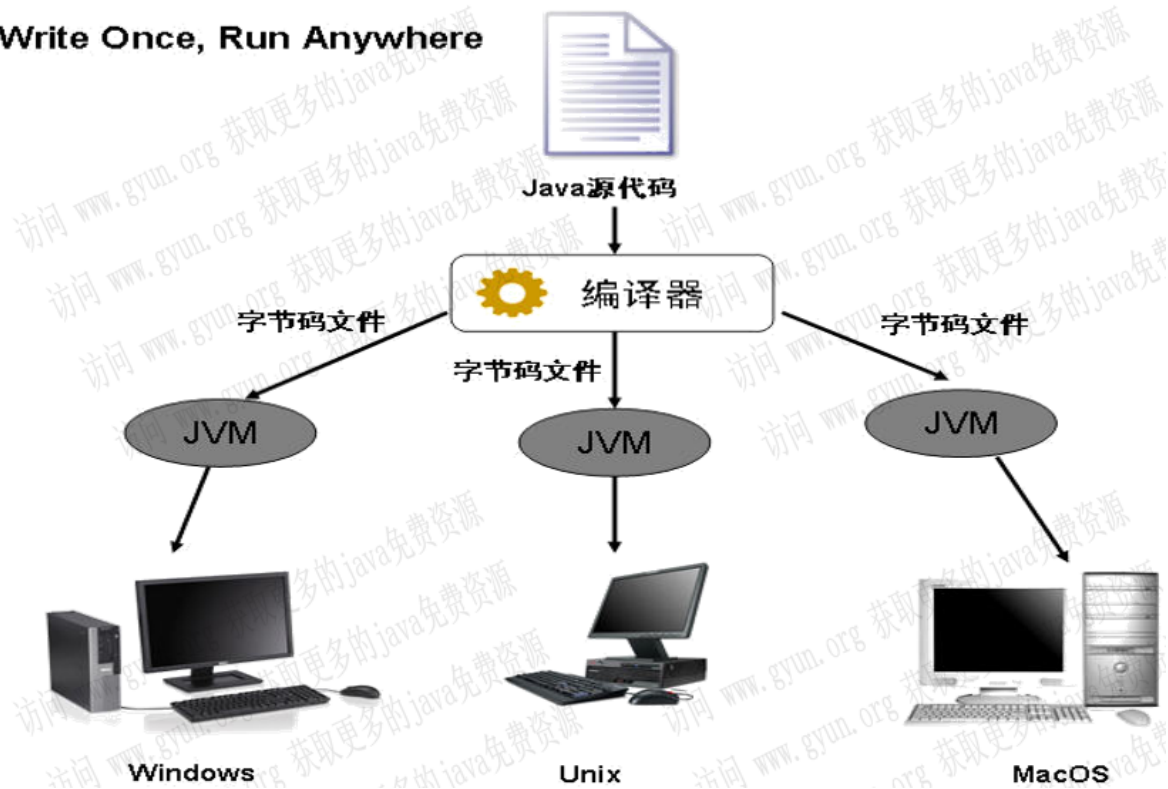 Write Once, Run Anywhere
Java源代码
编译器
字节码文件
字节码文件
字节码文件
JVM
JVM
JVM
Windows
Unix
MacOS
访问 www.gyun.org 获取更多的java免费资源